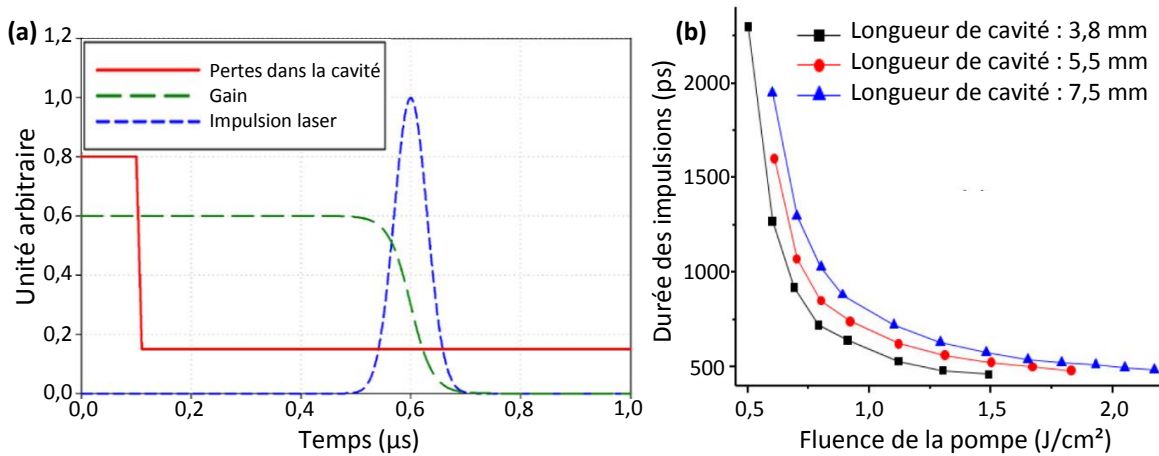 (a)
1,2
1,0
0,8
0,6
0,4
0,2
0,0
Unité arbitraire
Pertes dans la cavité
Gain
Impulsion laser
0,0 0,2 0,4 0,6 0,8 1,0
Temps (µs)
(b)
Longueur de cavité : 3,8 mm
Longueur de cavité : 5,5 mm
Longueur de cavité : 7,5 mm
Durée des impulsions (ps)
2000
1500
1000
500
0,5 1,0 1,5 2,0
Fluence de la pompe (J/cm²)